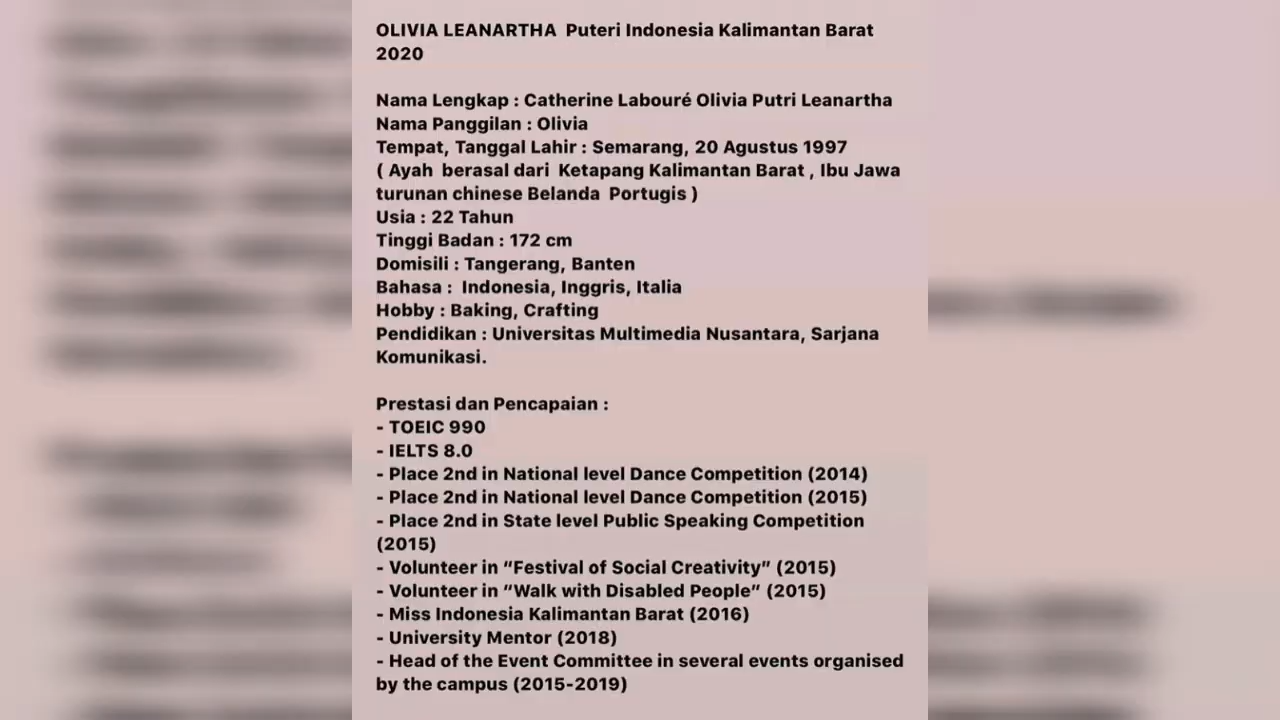 OLIVIA LEANARTHA  Puteri Indonesia Kalimantan Barat
2020
Nama Lengkap : Catherine Labouré Olivia Putri Leanartha
Nama Panggilan : Olivia
Tempat, Tanggal Lahir : Semarang, 20 Agustus 1997
( Ayah  berasal dari  Ketapang Kalimantan Barat , Ibu Jawa
turunan chinese Belanda  Portugis )
Usia : 22 Tahun
Tinggi Badan : 172 cm
Domisili : Tangerang, Banten
Bahasa :  Indonesia, Inggris, Italia
Hobby : Baking, Crafting
Pendidikan : Universitas Multimedia Nusantara, Sarjana
Komunikasi.
Prestasi dan Pencapaian :
- TOEIC 990
- IELTS 8.0
- Place 2nd in National level Dance Competition (2014)
- Place 2nd in National level Dance Competition (2015)
- Place 2nd in State level Public Speaking Competition
(2015)
- Volunteer in “Festival of Social Creativity” (2015)
- Volunteer in “Walk with Disabled People” (2015)
- Miss Indonesia Kalimantan Barat (2016)
- University Mentor (2018)
- Head of the Event Committee in several events organised
by the campus (2015-2019)